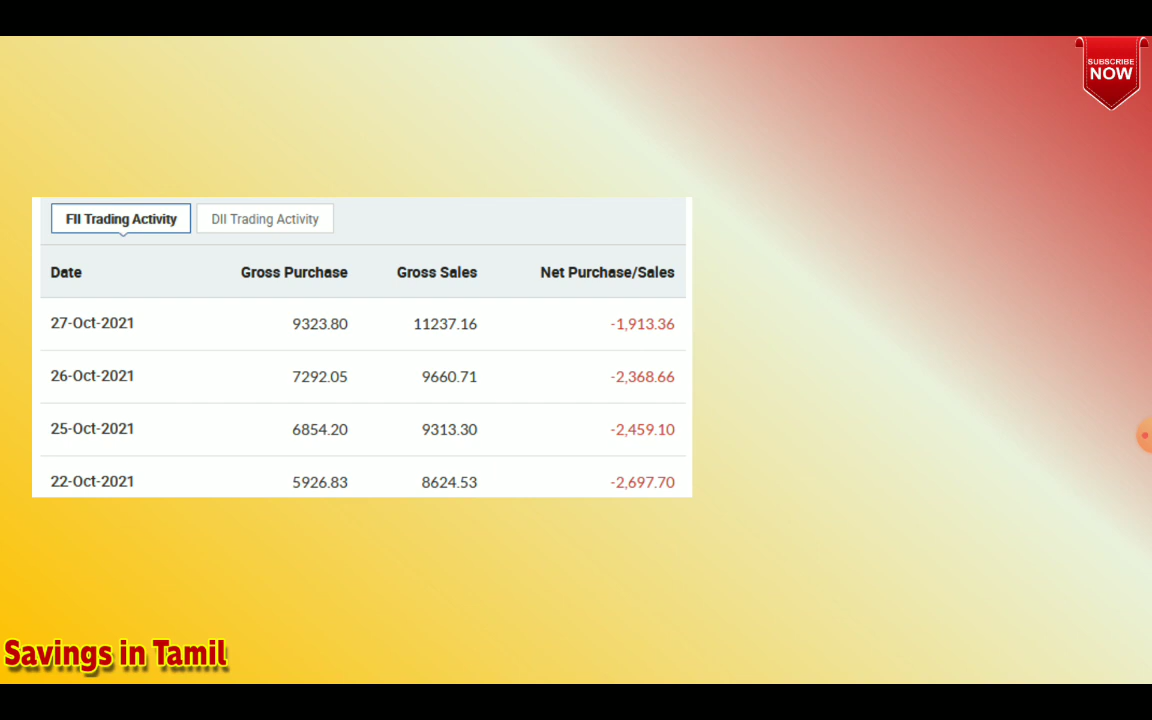 SUBSCRIBE
NOW
FII Trading Activity DII Trading Activity
Date Gross Purchase Gross Sales Net Purchase/Sales
27-Oct-2021 9323.80 11237.16 -1,913.36
26-Oct-2021 7292.05 9660.71 -2,368.66
25-Oct-2021 6854.20 9313.30 -2,459.10
22-Oct-2021 5926.83 8624.53 -2,697.70
Savings in Tamil